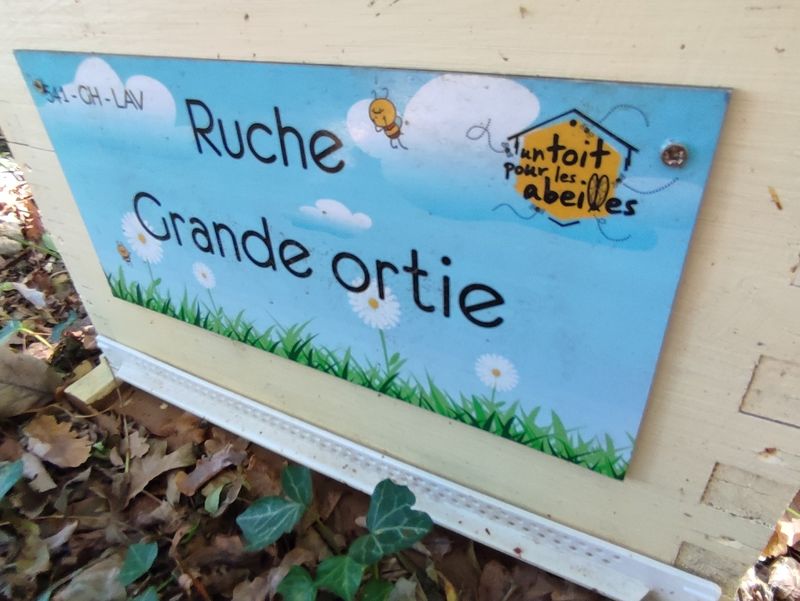 541-GH-LAV
Ruche
Grande ortie
un toit
pour les
abeilles